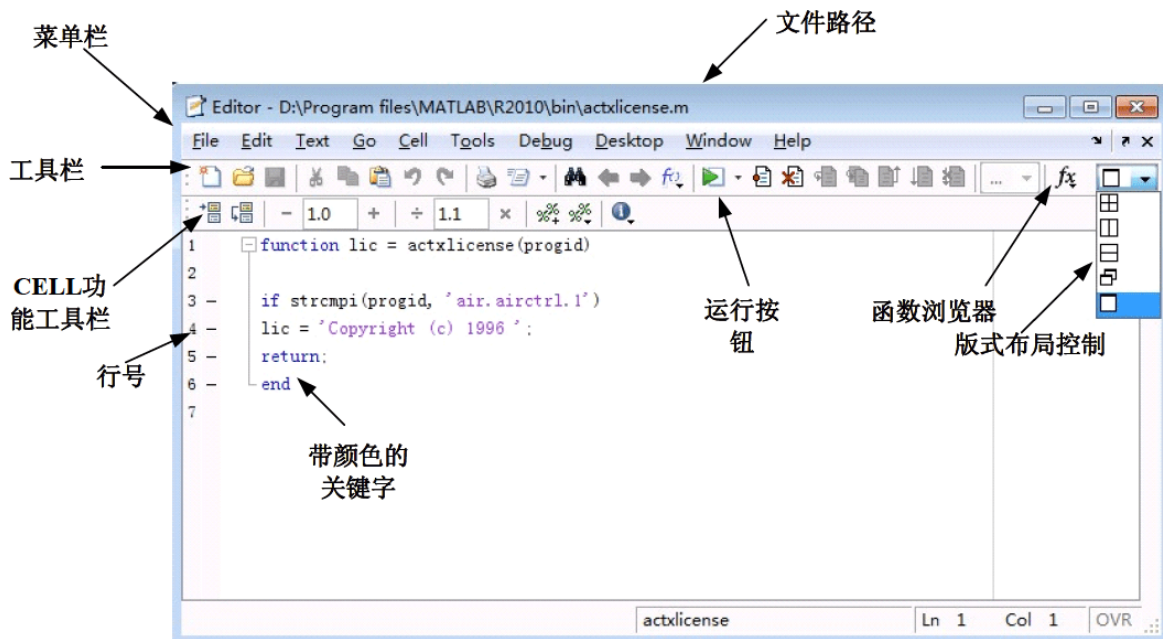 文件路径
菜单栏
Editor - D:\Program files\MATLAB\R2010\bin\actxlicense.m
File Edit Text Go Cell Tools Debug Desktop Window Help
工具栏
... fx
- 1.0 + ÷ 1.1 ×
1 function lic = actxlicense(progid)
2
3 - if strcmpi(progid, 'air.airctrl.1')
4 - lic = 'Copyright (c) 1996 ';
5 - return;
6 - end
7
CELL功
能工具栏
行号
运行按
钮
函数浏览器
版式布局控制
带颜色的
关键字
actxlicense Ln 1 Col 1 OVR